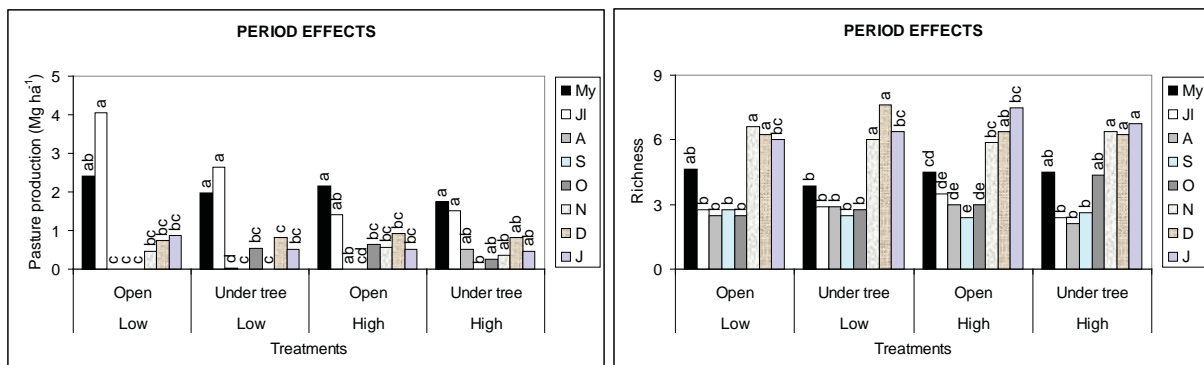 PERIOD EFFECTS
Pasture production (Mg ha⁻¹)
5
4
3
2
1
0
ab a c c c bc bc bc
a a d c bc c c bc
a ab ab cd bc bc bc bc
a a ab b ab ab ab ab
Open Under tree Open Under tree
Low Low High High
Treatments
My
Jl
A
S
O
N
D
J
PERIOD EFFECTS
Richness
9
6
3
0
ab b b b b a a bc
b b b b b a a bc
cd de de e de bc ab bc
ab b b b ab a a a
Open Under tree Open Under tree
Low Low High High
Treatments
My
Jl
A
S
O
N
D
J